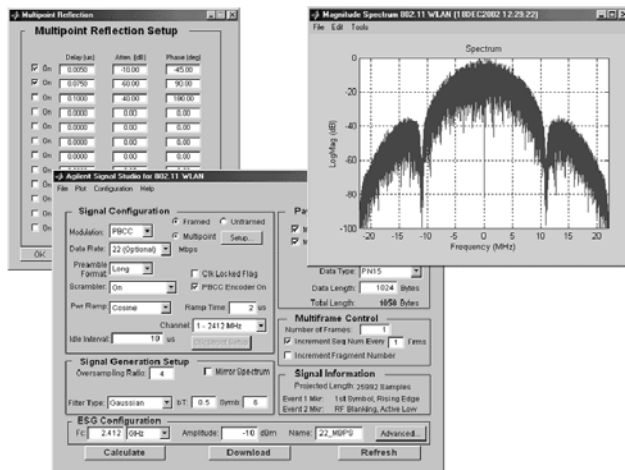 Multipoint Reflection
Multipoint Reflection Setup
Delay (us) Atten. (dB) Phase (deg)
On 0.0050 -10.00 -45.00
On 0.0750 -60.00 90.00
On 0.1000 -40.00 180.00
On 0.0000 0.00 0.00
On 0.0000 0.00 0.00
On 0.0000 0.00 0.00
On 0.0000 0.00 0.00
On
On
On
OK
Magnitude Spectrum 802.11 WLAN (18DEC2002 12:29:22)
File Edit Tools
Spectrum
LogMag (dB)
0
-20
-40
-60
-80
-100
-20 -15 -10 -5 0 5 10 15 20
Frequency (MHz)
Agilent Signal Studio for 802.11 WLAN
File Plot Configuration Help
Signal Configuration
Framed Unframed
Modulation: PBCC
Multipoint Setup...
Data Rate: 22 (Optional) Mbps
Preamble Format: Long
Clk Locked Flag
Scrambler: On
PBCC Encoder On
Pwr Ramp: Cosine Ramp Time 2 us
Channel: 1 - 2412 MHz
Idle Interval: 10 us
Data Type: PN15
Data Length: 1024 Bytes
Total Length: 1058 Bytes
Multiframe Control
Number of Frames: 1
Increment Seq Num Every 1 Frms
Increment Fragment Number
Signal Generation Setup
Oversampling Ratio: 4 Mirror Spectrum
Filter Type: Gaussian bT: 0.5 Symb: 6
Signal Information
Projected Length: 25992 Samples
Event 1 Mkr: 1st Symbol, Rising Edge
Event 2 Mkr: RF Blanking, Active Low
ESG Configuration
Fc: 2.412 GHz Amplitude: -10 dBm Name: 22_MBPS Advanced...
Calculate Download Refresh